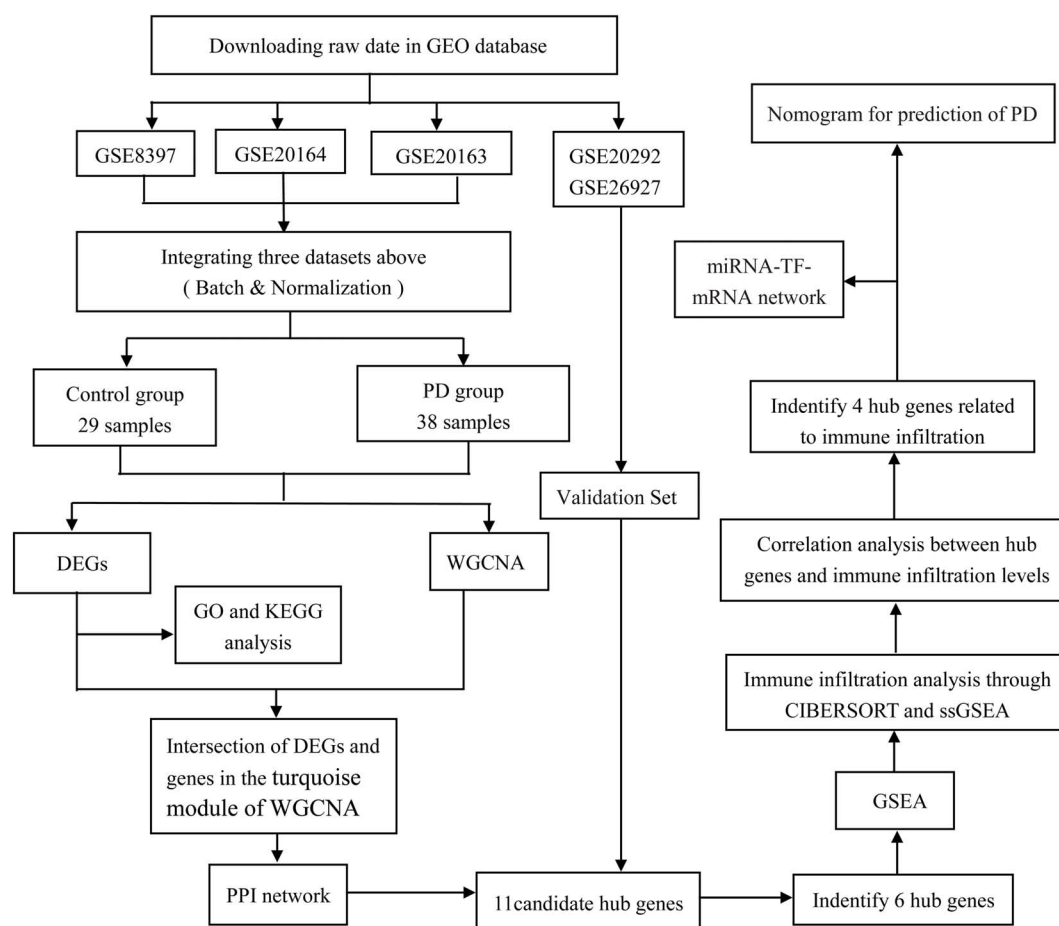 Downloading raw date in GEO database
GSE8397
GSE20164
GSE20163
GSE20292
GSE26927
Integrating three datasets above
( Batch & Normalization )
Control group
29 samples
PD group
38 samples
Validation Set
DEGs
WGCNA
GO and KEGG
analysis
Intersection of DEGs and
genes in the turquoise
module of WGCNA
PPI network
11candidate hub genes
Indentify 6 hub genes
GSEA
Immune infiltration analysis through
CIBERSORT and ssGSEA
Correlation analysis between hub
genes and immune infiltration levels
Indentify 4 hub genes related
to immune infiltration
miRNA-TF-
mRNA network
Nomogram for prediction of PD